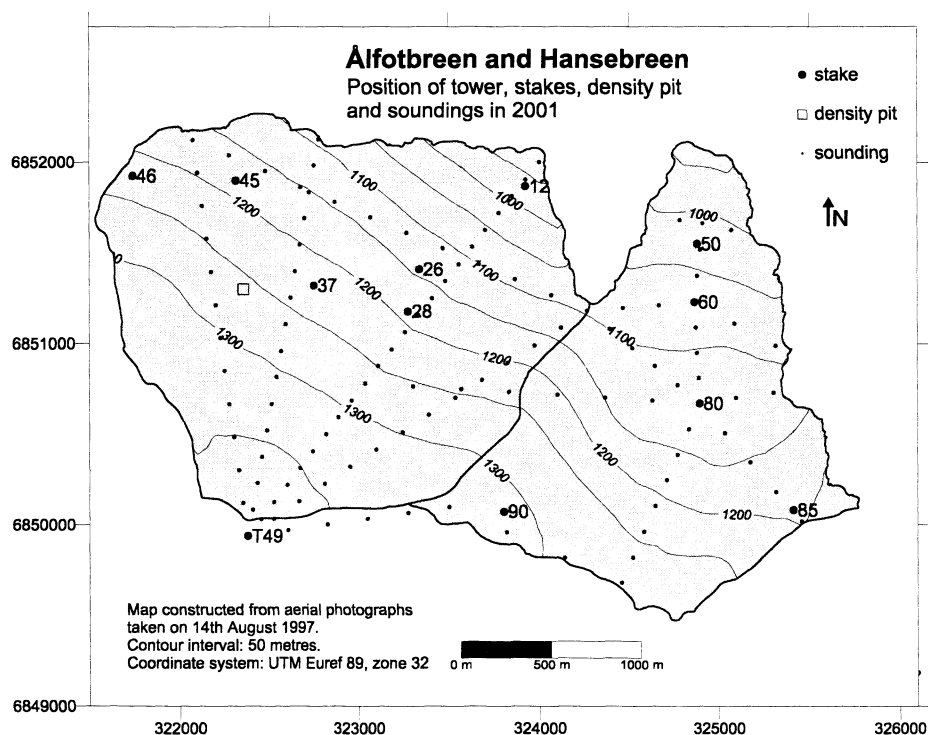 Ålfotbreen and Hansebreen
Position of tower, stakes, density pit
and soundings in 2001
stake
density pit
sounding
N
6852000
6851000
6850000
6849000
322000
323000
324000
325000
326000
46
45
12
26
37
28
50
60
80
90
85
T49
1100
1000
1200
1100
1200
1300
1200
1300
1000
1100
1200
1300
1200
Map constructed from aerial photographs
taken on 14th August 1997.
Contour interval: 50 metres.
Coordinate system: UTM Euref 89, zone 32
0 m
500 m
1000 m